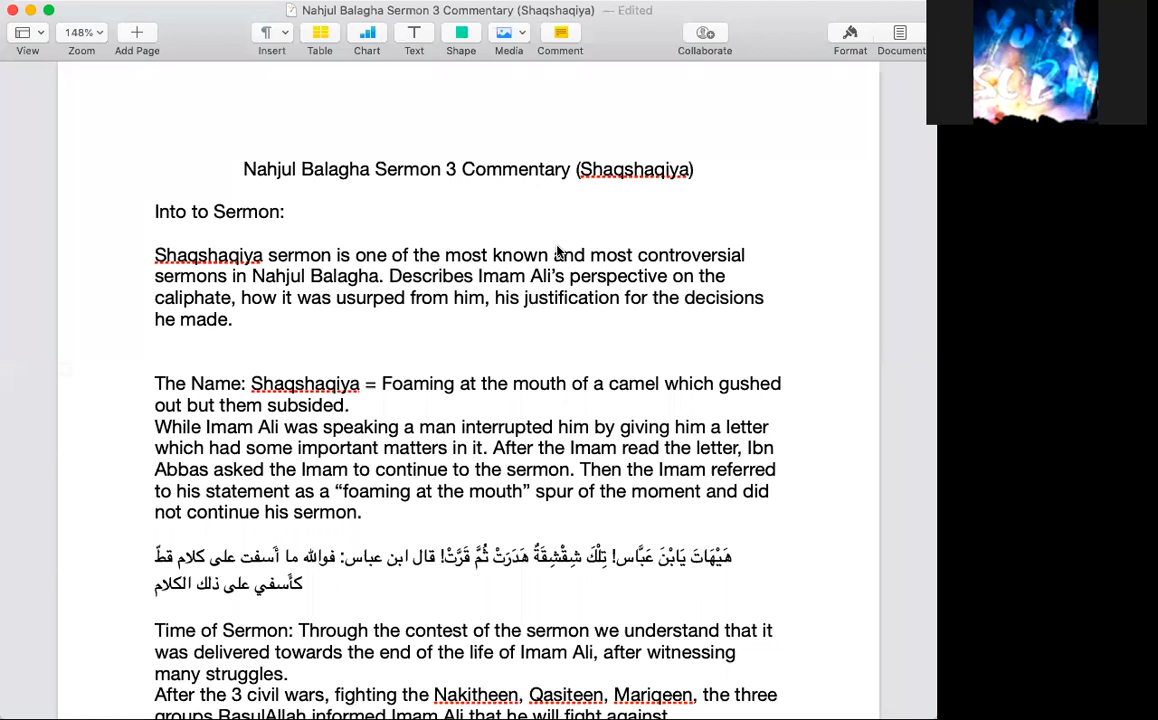 Nahjul Balagha Sermon 3 Commentary (Shaqshaqiya) — Edited
View
148%
Zoom
Add Page
Insert
Table
Chart
Text
Shape
Media
Comment
Collaborate
Format
Document
Nahjul Balagha Sermon 3 Commentary (Shaqshaqiya)
Into to Sermon:
Shaqshaqiya sermon is one of the most known and most controversial
sermons in Nahjul Balagha. Describes Imam Ali’s perspective on the
caliphate, how it was usurped from him, his justification for the decisions
he made.
The Name: Shaqshaqiya = Foaming at the mouth of a camel which gushed
out but them subsided.
While Imam Ali was speaking a man interrupted him by giving him a letter
which had some important matters in it. After the Imam read the letter, Ibn
Abbas asked the Imam to continue to the sermon. Then the Imam referred
to his statement as a “foaming at the mouth” spur of the moment and did
not continue his sermon.
هَيْهَاتَ يَابْنَ عَبَّاس! تِلْكَ شِقْشِقَةٌ هَدَرَتْ ثُمَّ قَرَّتْ! قال ابن عباس: فوالله ما أسفت على كلام قطّ
كأسفي على ذلك الكلام
Time of Sermon: Through the contest of the sermon we understand that it
was delivered towards the end of the life of Imam Ali, after witnessing
many struggles.
After the 3 civil wars, fighting the Nakitheen, Qasiteen, Mariqeen, the three
groups RasulAllah informed Imam Ali that he will fight against.